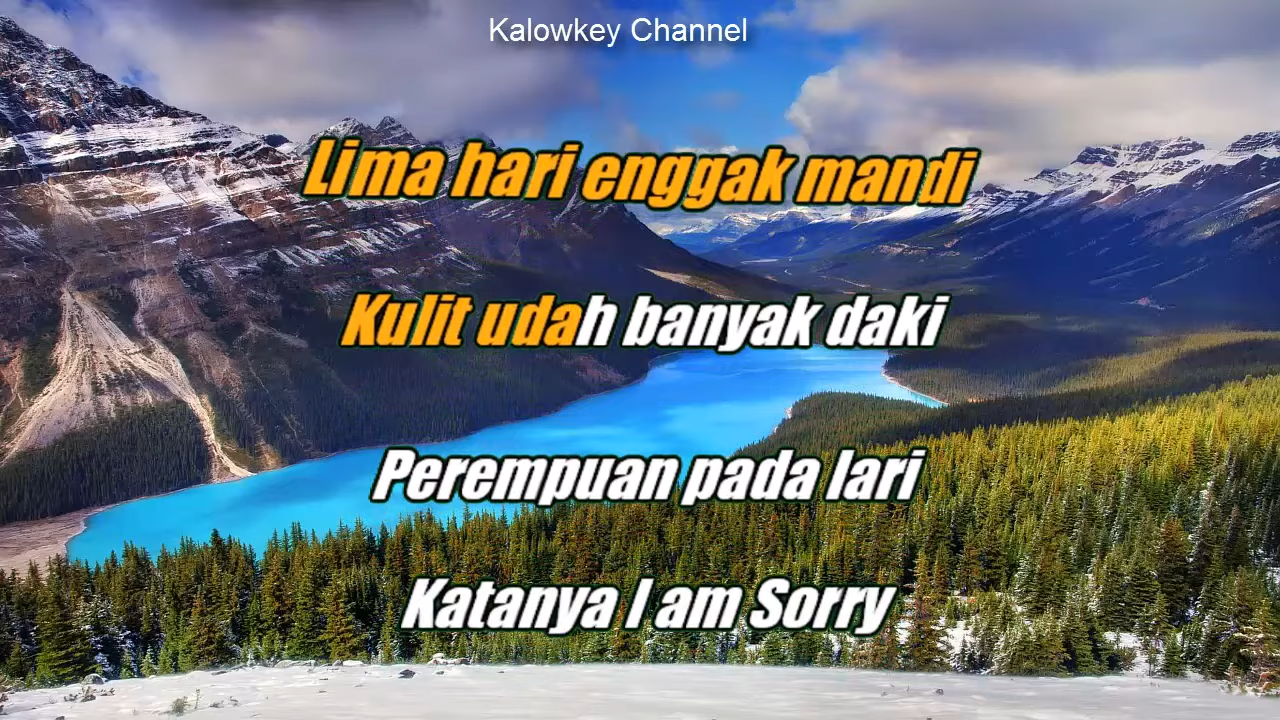 Kalowkey Channel
Lima hari enggak mandi
Kulit udah banyak daki
Perempuan pada lari
Katanya I am Sorry